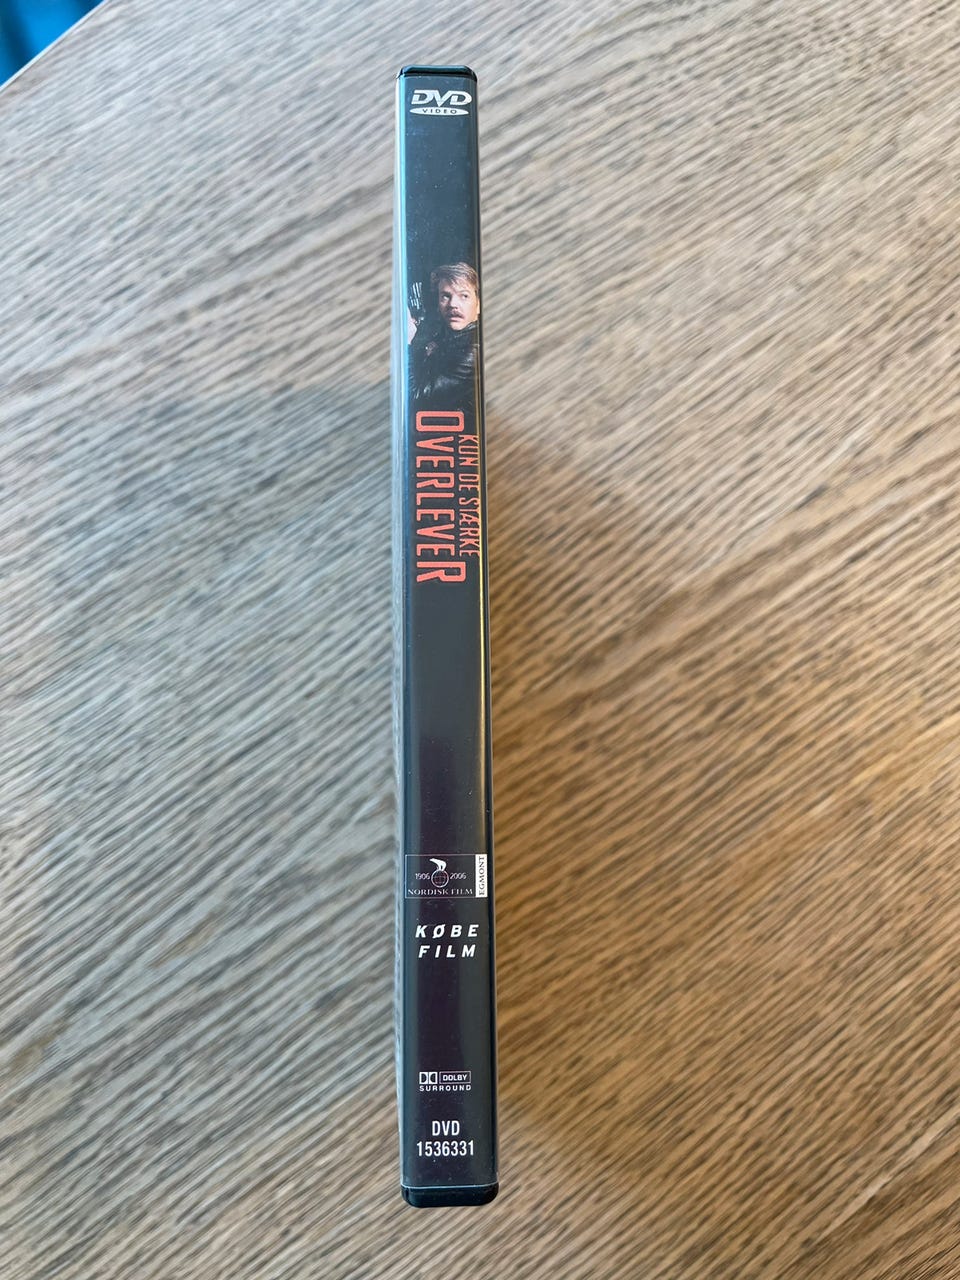 DVD
VIDEO
KUN DE STÆRKE
OVERLEVER
1906 2006
NORDISK FILM
EGMONT
KØBE
FILM
DOLBY
SURROUND
DVD
1536331